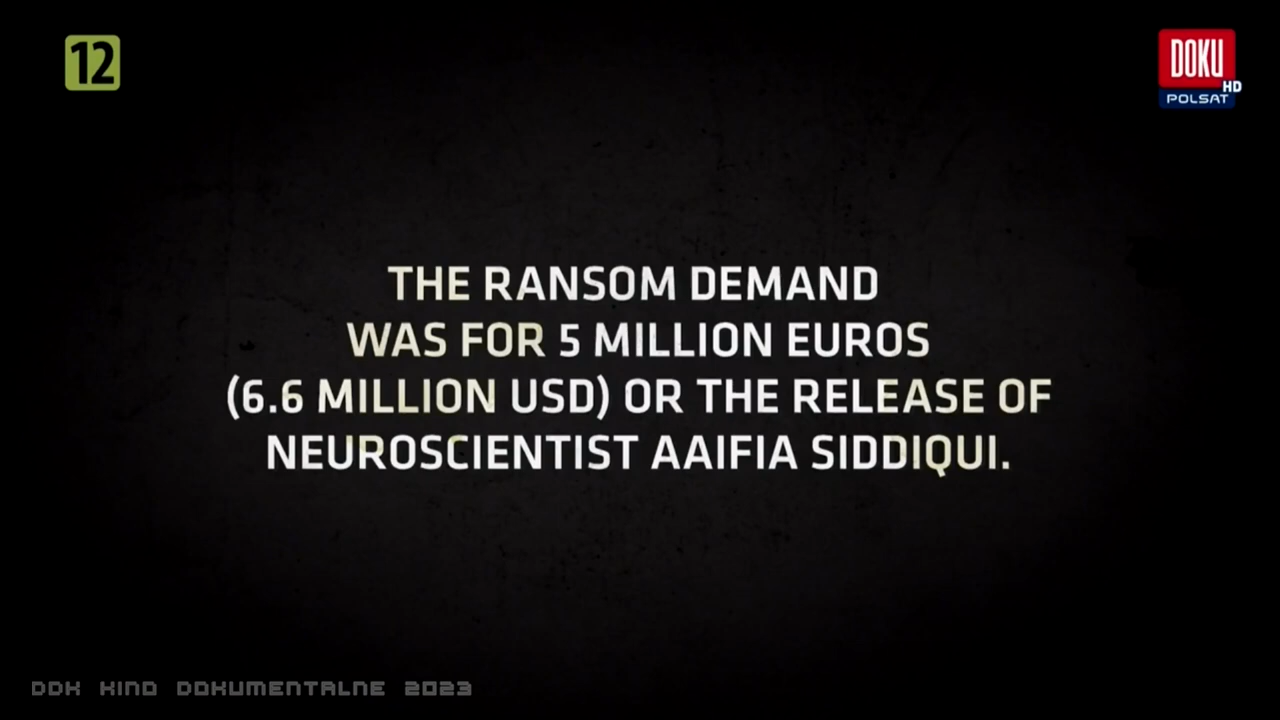 12
DOKU
HD
POLSAT
THE RANSOM DEMAND
WAS FOR 5 MILLION EUROS
(6.6 MILLION USD) OR THE RELEASE OF
NEUROSCIENTIST AAIFIA SIDDIQUI.
DDK KINO DOKUMENTALNE 2023